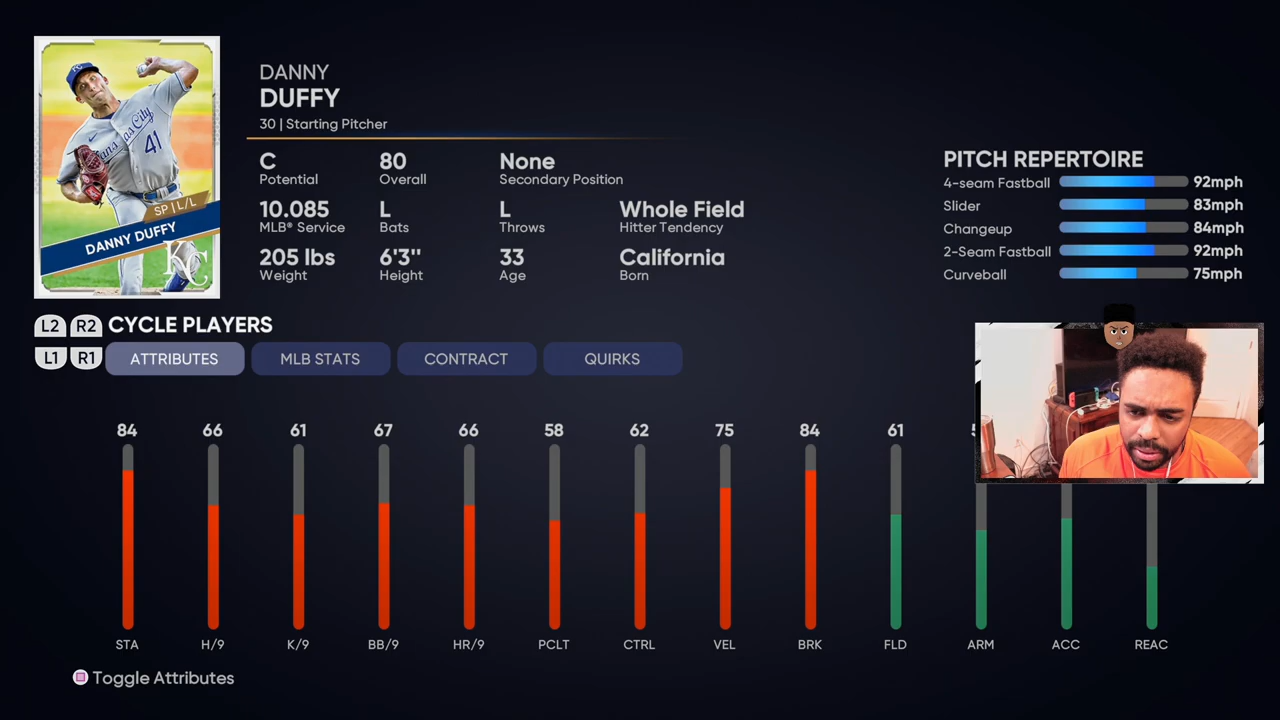 DANNY
DUFFY
30 | Starting Pitcher
C
Potential
80
Overall
None
Secondary Position
10.085
MLB® Service
L
Bats
L
Throws
Whole Field
Hitter Tendency
205 lbs
Weight
6'3''
Height
33
Age
California
Born
41
SP | L/L
DANNY DUFFY
KC
PITCH REPERTOIRE
4-seam Fastball 92mph
Slider 83mph
Changeup 84mph
2-Seam Fastball 92mph
Curveball 75mph
L2 R2 CYCLE PLAYERS
L1 R1 ATTRIBUTES MLB STATS CONTRACT QUIRKS
84 66 61 67 66 58 62 75 84 61
STA H/9 K/9 BB/9 HR/9 PCLT CTRL VEL BRK FLD ARM ACC REAC
Toggle Attributes